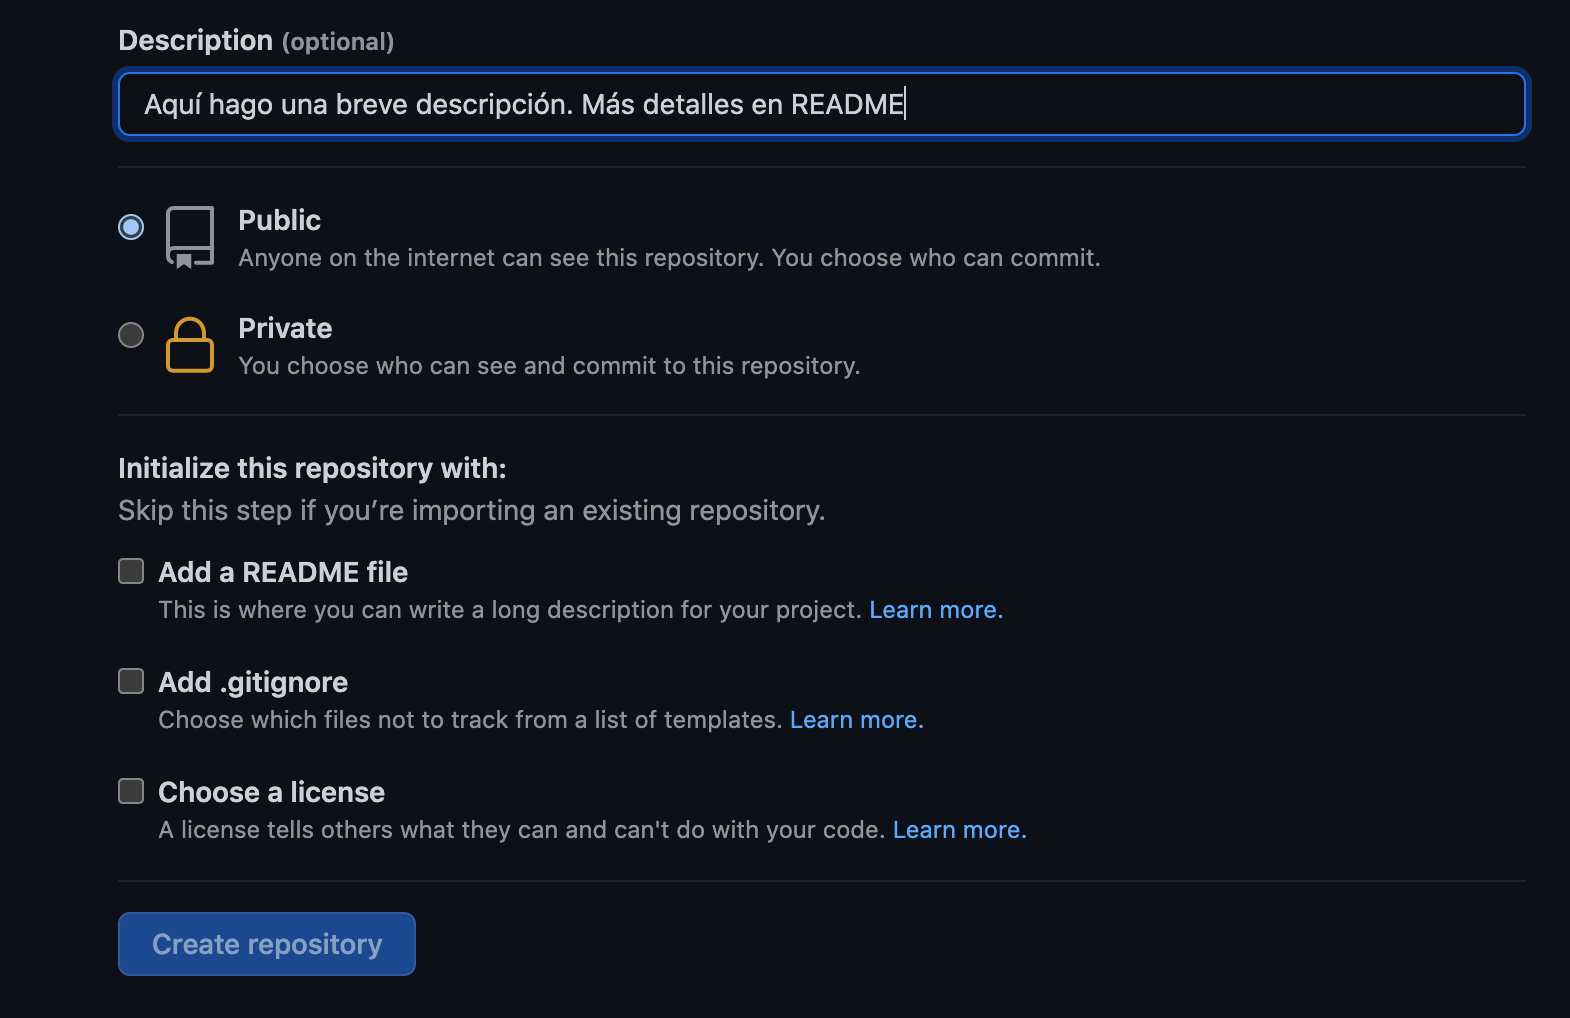 Description (optional)
Aquí hago una breve descripción. Más detalles en README
Public
Anyone on the internet can see this repository. You choose who can commit.
Private
You choose who can see and commit to this repository.
Initialize this repository with:
Skip this step if you’re importing an existing repository.
Add a README file
This is where you can write a long description for your project. Learn more.
Add .gitignore
Choose which files not to track from a list of templates. Learn more.
Choose a license
A license tells others what they can and can't do with your code. Learn more.
Create repository